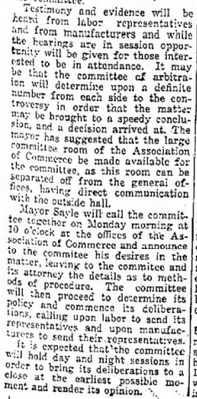 Committee.
Testimony and evidence will be
heard from labor representatives
and from manufacturers and while
the hearings are in session oppor-
tunity will be given for those inter-
ested to be in attendance. It may
be that the committee of arbitra-
ion will determine upon a definite
number from each side to the con-
troversy in order that the matter
may be brought to a speedy conclu-
sion, and a decision arrived at. The
mayor has suggested that the large
committee room of the Association
of Commerce be made available for
the committee, as this room can be
separated off from the general of-
fices, having direct communication
with the outside hall.
Mayor Sayle will call the commit-
tee together on Monday morning at
10 o'clock at the offices of the As-
sociation of Commerce and announce
to the commitee his desires in the
matter, leaving to the commitee and
its attorney the details as to meth-
ods of procedure. The committee
will then proceed to determine its
policy and commence its delibera-
tions, calling upon labor to send its
representatives and upon manufac-
turers to send their representatives.
It is expected that the committee
will hold day and night sessions in
order to bring its deliberations to a
close at the earliest possible mo-
ment and render its opinion.